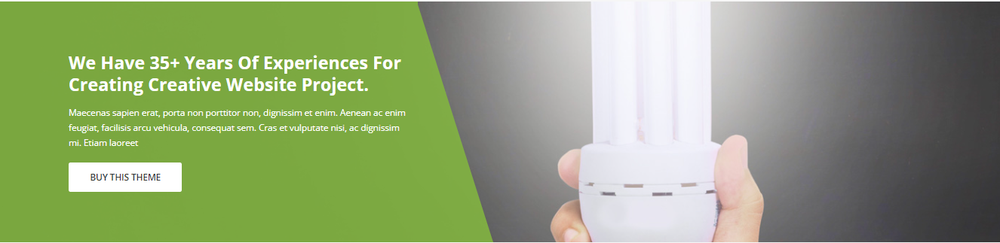 We Have 35+ Years Of Experiences For
Creating Creative Website Project.
Maecenas sapien erat, porta non porttitor non, dignissim et enim. Aenean ac enim
feugiat, facilisis arcu vehicula, consequat sem. Cras et vulputate nisi, ac dignissim
mi. Etiam laoreet
BUY THIS THEME